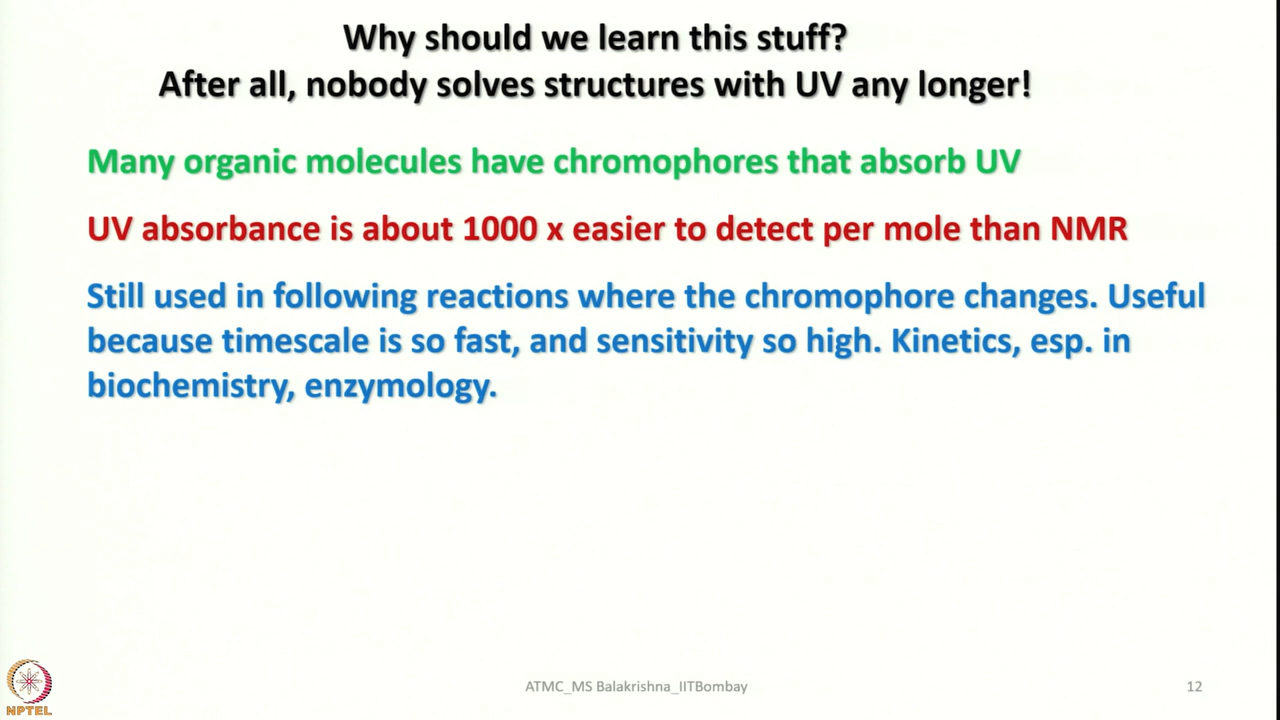 Why should we learn this stuff?
After all, nobody solves structures with UV any longer!
Many organic molecules have chromophores that absorb UV
UV absorbance is about 1000 x easier to detect per mole than NMR
Still used in following reactions where the chromophore changes. Useful
because timescale is so fast, and sensitivity so high. Kinetics, esp. in
biochemistry, enzymology.
NPTEL
ATMC_MS Balakrishna_IITBombay
12